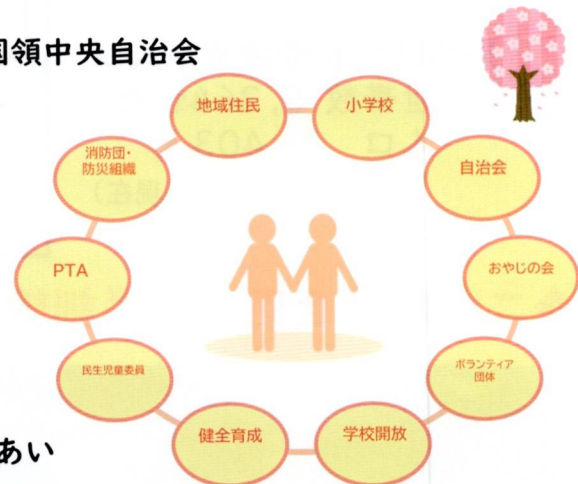 国領中央自治会
地域住民
小学校
消防団・
防災組織
自治会
PTA
おやじの会
民生児童委員
ボランティア
団体
健全育成
学校開放
あい